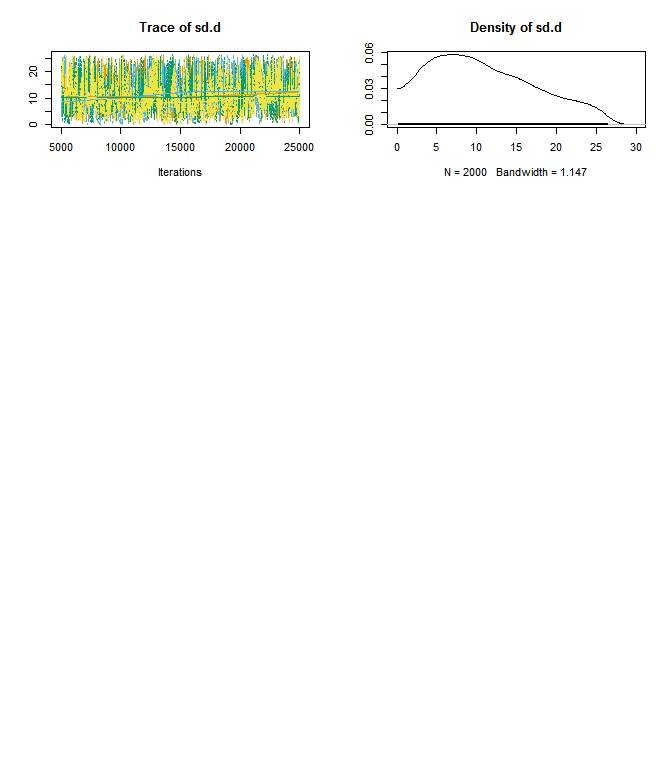 Trace of sd.d
0 10 20
5000 10000 15000 20000 25000
Iterations
Density of sd.d
0.00 0.03 0.06
0 5 10 15 20 25 30
N = 2000 Bandwidth = 1.147